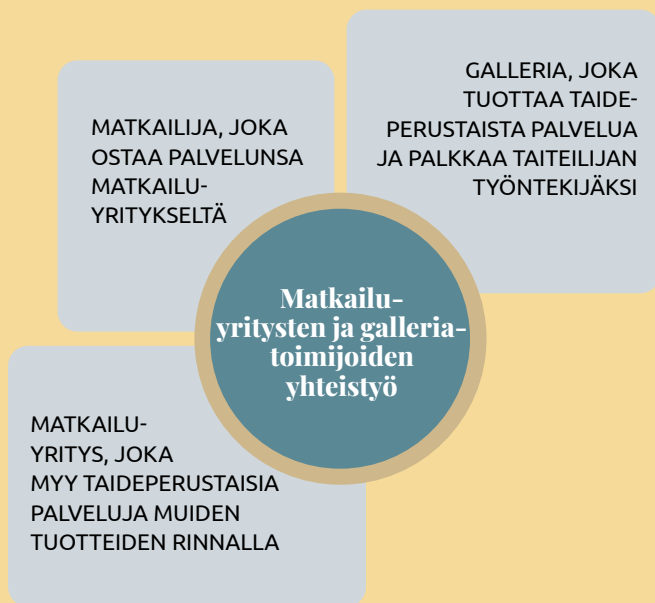 MATKAILIJA, JOKA
OSTAA PALVELUNSA
MATKAILU-
YRITYKSELTÄ
GALLERIA, JOKA
TUOTTAA TAIDE-
PERUSTAISTA PALVELUA
JA PALKKAA TAITEILIJAN
TYÖNTEKIJÄKSI
Matkailu-
yritysten ja galleria-
toimijoiden
yhteistyö
MATKAILU-
YRITYS, JOKA
MYY TAIDEPERUSTAISIA
PALVELUJA MUIDEN
TUOTTEIDEN RINNALLA